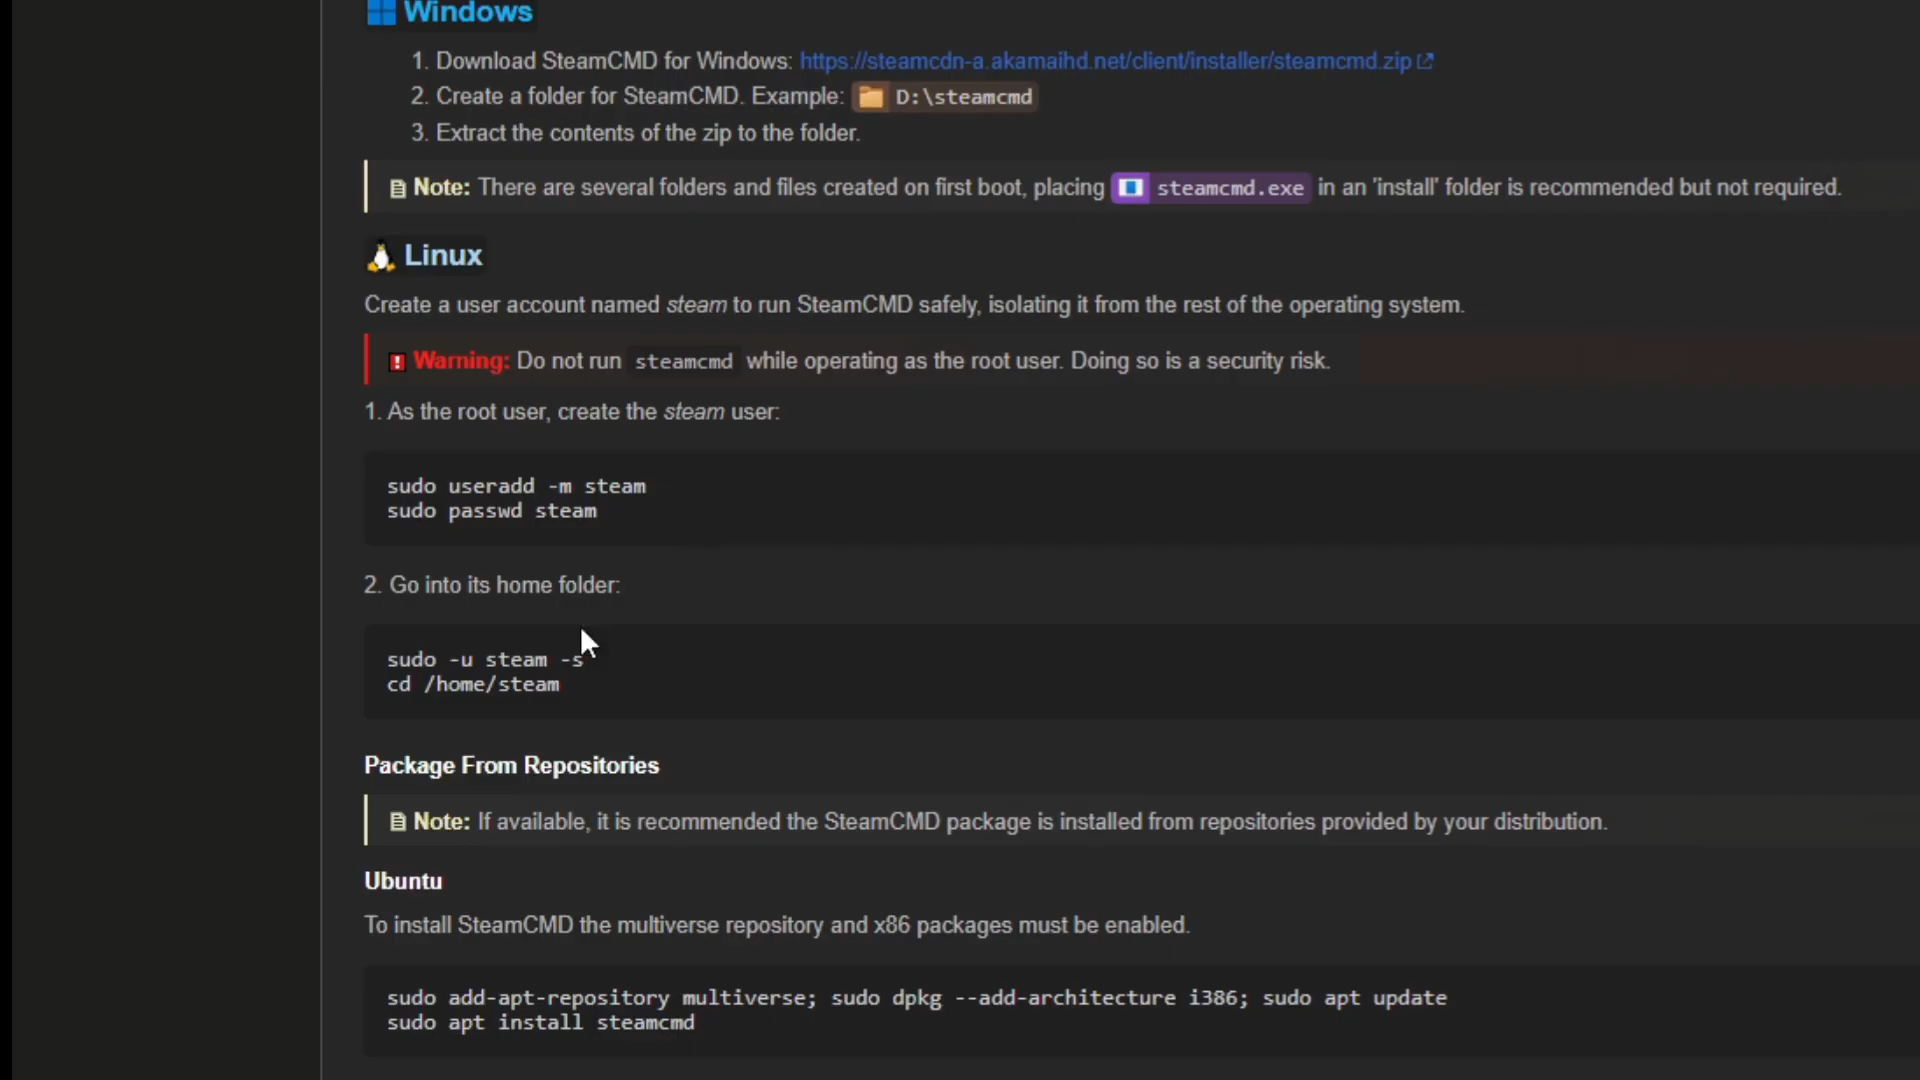 Windows
1. Download SteamCMD for Windows: https://steamcdn-a.akamaihd.net/client/installer/steamcmd.zip
2. Create a folder for SteamCMD. Example: D:\steamcmd
3. Extract the contents of the zip to the folder.
Note: There are several folders and files created on first boot, placing steamcmd.exe in an 'install' folder is recommended but not required.
Linux
Create a user account named steam to run SteamCMD safely, isolating it from the rest of the operating system.
Warning: Do not run steamcmd while operating as the root user. Doing so is a security risk.
1. As the root user, create the steam user:
sudo useradd -m steam
sudo passwd steam
2. Go into its home folder:
sudo -u steam -s
cd /home/steam
Package From Repositories
Note: If available, it is recommended the SteamCMD package is installed from repositories provided by your distribution.
Ubuntu
To install SteamCMD the multiverse repository and x86 packages must be enabled.
sudo add-apt-repository multiverse; sudo dpkg --add-architecture i386; sudo apt update
sudo apt install steamcmd